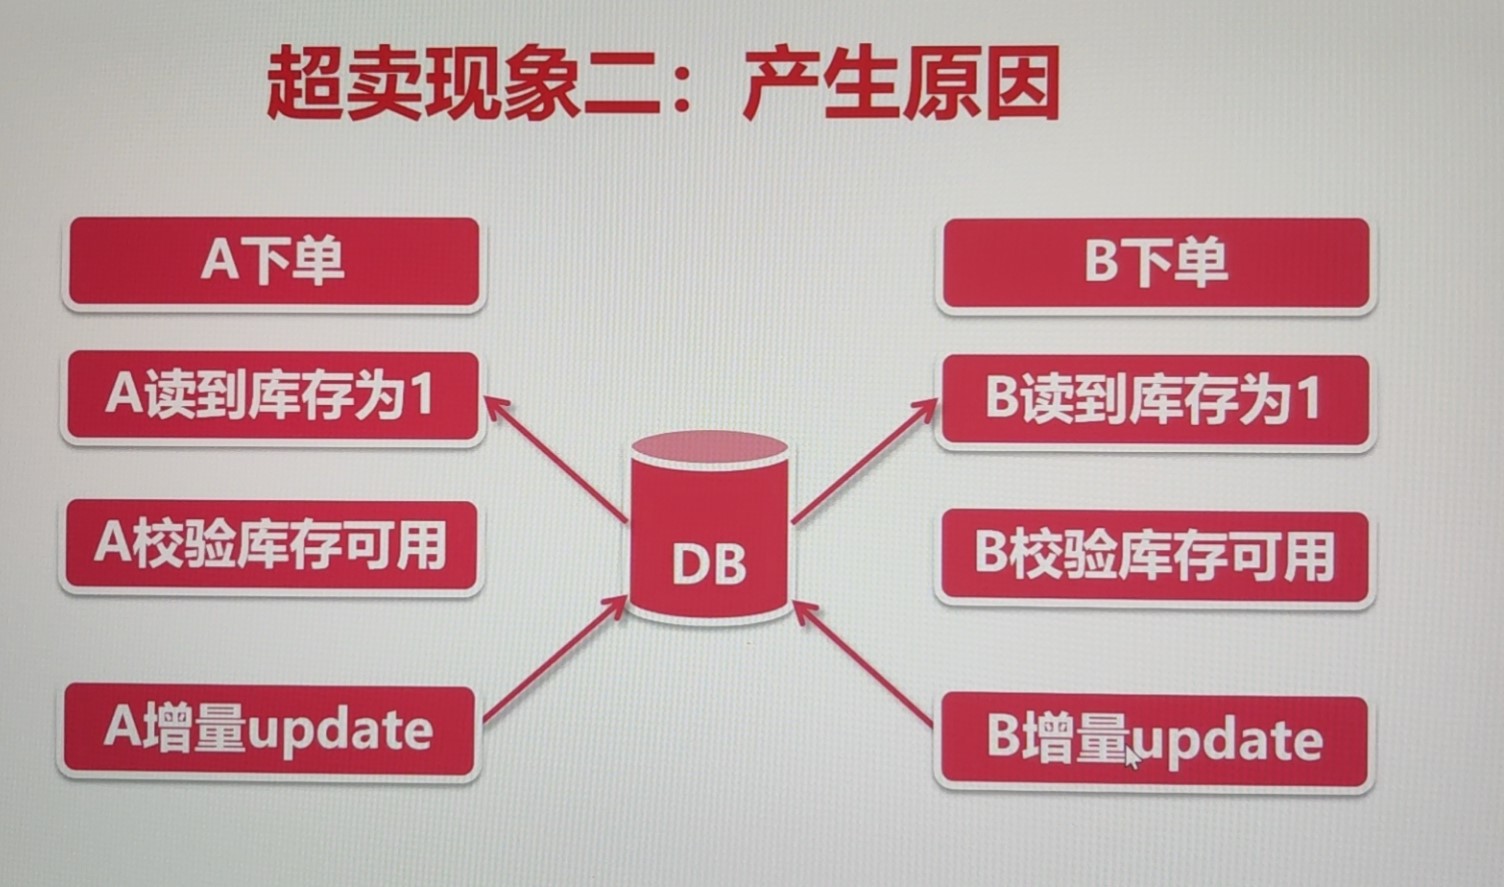 超卖现象二：产生原因
A下单
B下单
A读到库存为1
B读到库存为1
A校验库存可用
B校验库存可用
DB
A增量update
B增量update